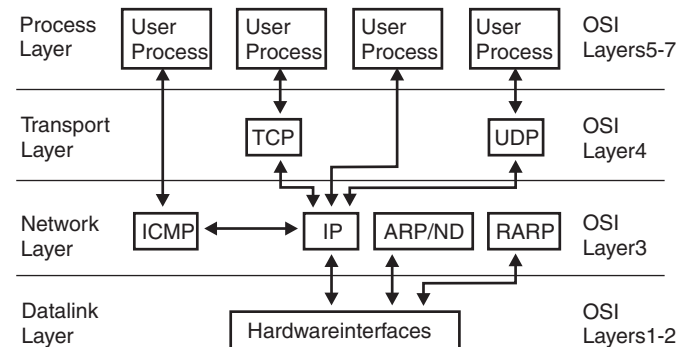 Process
Layer
User
Process
User
Process
User
Process
User
Process
OSI
Layers5-7
Transport
Layer
TCP
UDP
OSI
Layer4
Network
Layer
ICMP
IP
ARP/ND
RARP
OSI
Layer3
Datalink
Layer
Hardwareinterfaces
OSI
Layers1-2